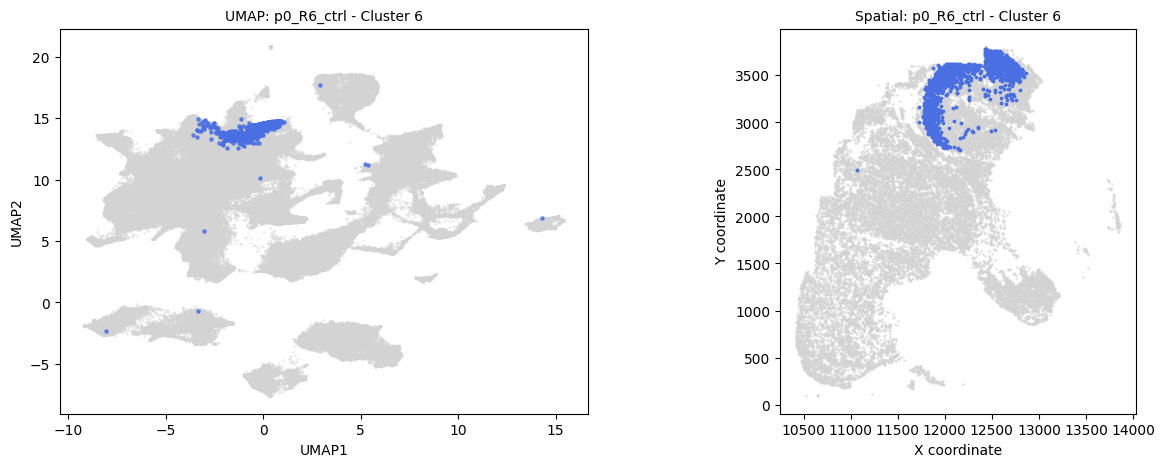 UMAP: p0_R6_ctrl - Cluster 6
20
15
10
5
0
−5
−10
−5
0
5
10
15
UMAP1
UMAP2
Spatial: p0_R6_ctrl - Cluster 6
3500
3000
2500
2000
1500
1000
500
0
10500 11000 11500 12000 12500 13000 13500 14000
X coordinate
Y coordinate